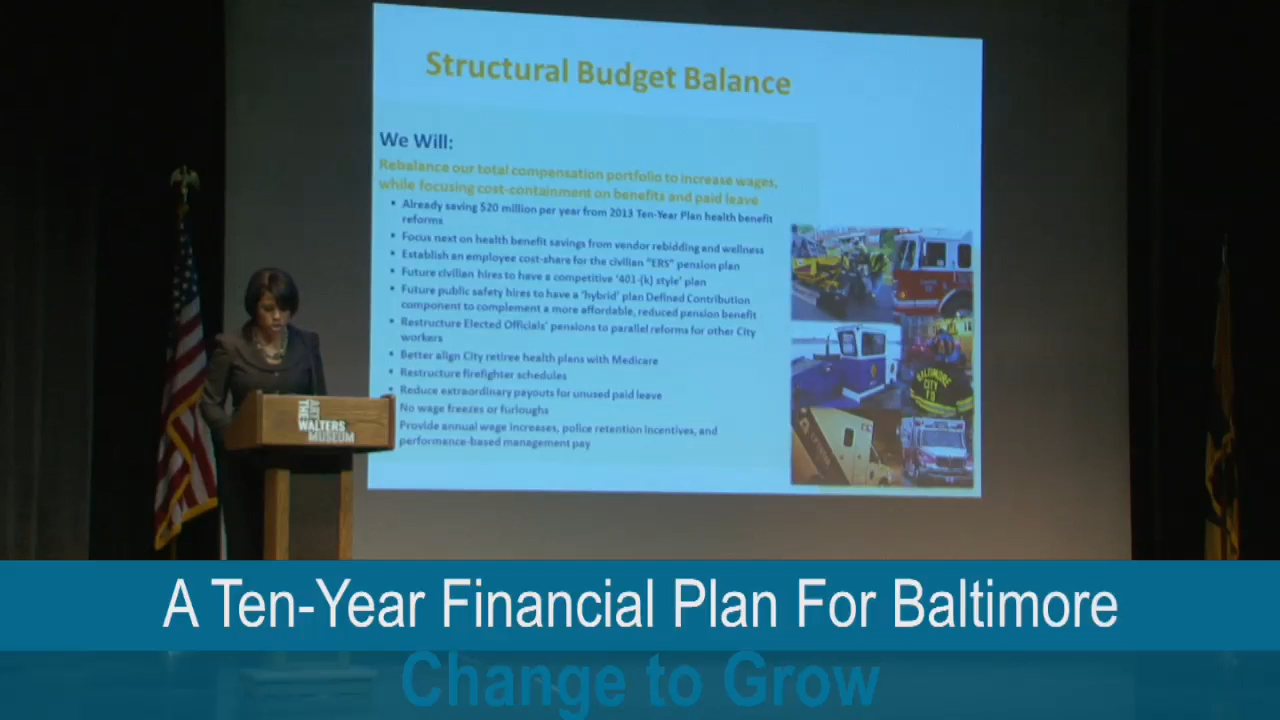 Structural Budget Balance
We Will:
Rebalance our total compensation portfolio to increase wages,
while focusing cost-containment on benefits and paid leave
• Already saving $20 million per year from 2013 Ten-Year Plan health benefit
reforms
• Focus next on health benefit savings from vendor rebidding and wellness
• Establish an employee cost-share for the civilian "ERS" pension plan
• Future civilian hires to have a competitive '401-(k) style' plan
• Future public safety hires to have a 'hybrid' plan Defined Contribution
component to complement a more affordable, reduced pension benefit
• Restructure Elected Officials' pensions to parallel reforms for other City
workers
• Better align City retiree health plans with Medicare
• Restructure firefighter schedules
• Reduce extraordinary payouts for unused paid leave
No wage freezes or furloughs
Provide annual wage increases, police retention incentives, and
performance-based management pay
BALTIMORE
CITY
THE
ART
WALTERS
MUSEUM
A Ten-Year Financial Plan For Baltimore
Change to Grow